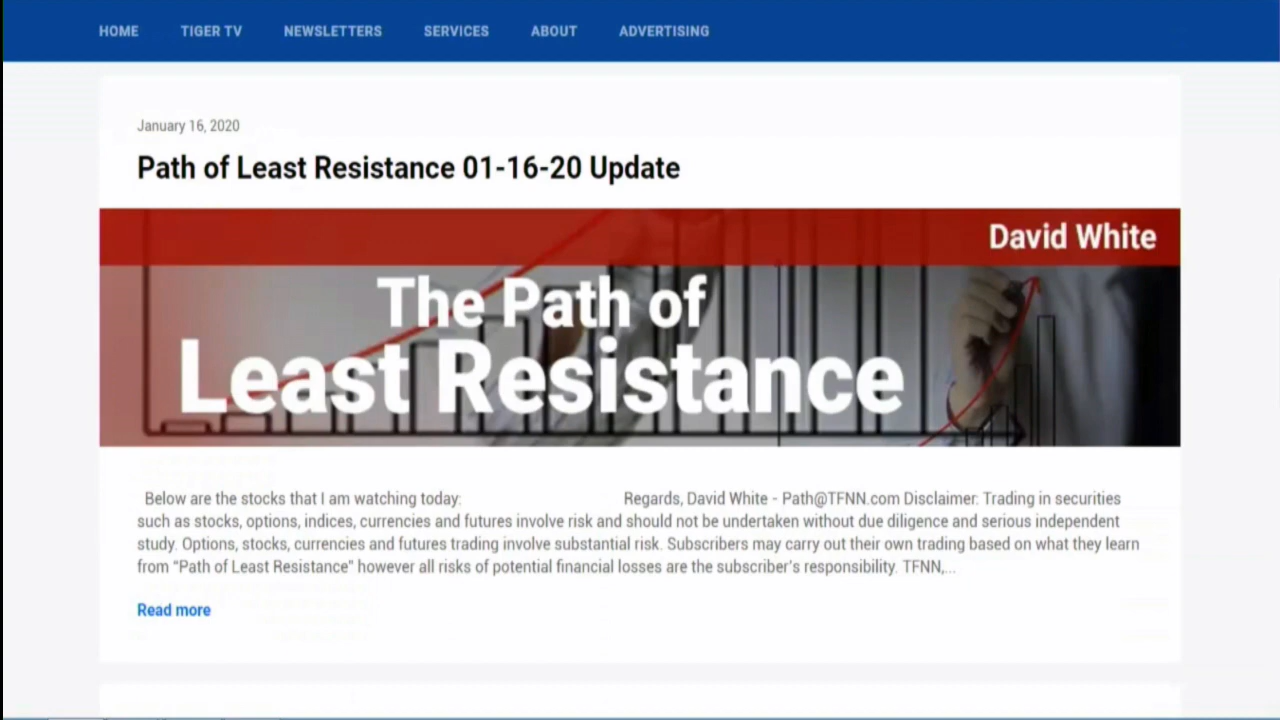 HOME TIGER TV NEWSLETTERS SERVICES ABOUT ADVERTISING
January 16, 2020
Path of Least Resistance 01-16-20 Update
David White
The Path of
Least Resistance
Below are the stocks that I am watching today: Regards, David White - Path@TFNN.com Disclaimer: Trading in securities
such as stocks, options, indices, currencies and futures involve risk and should not be undertaken without due diligence and serious independent
study. Options, stocks, currencies and futures trading involve substantial risk. Subscribers may carry out their own trading based on what they learn
from “Path of Least Resistance” however all risks of potential financial losses are the subscriber’s responsibility. TFNN,...
Read more